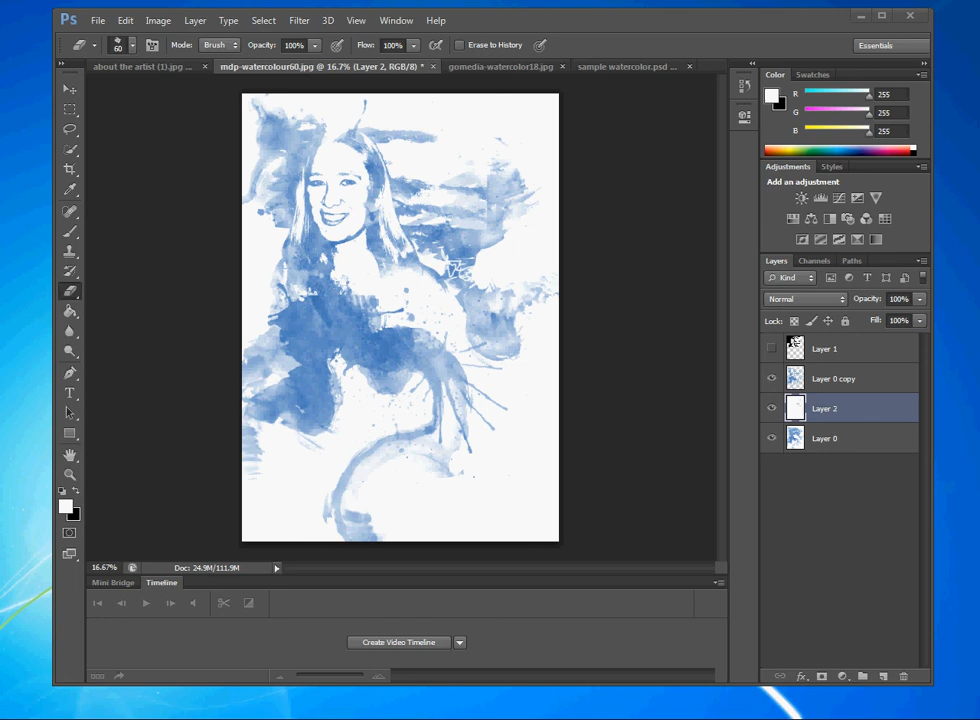 Ps File Edit Image Layer Type Select Filter 3D View Window Help
60 Mode: Brush Opacity: 100% Flow: 100% Erase to History Essentials
about the artist (1).jpg ... × mdp-watercolour60.jpg @ 16.7% (Layer 2, RGB/8) * × gomedia-watercolor18.jpg × sample watercolor.psd ... ×
Color Swatches
R 255
G 255
B 255
Adjustments Styles
Add an adjustment
Layers Channels Paths
Kind
Normal Opacity: 100%
Lock: Fill: 100%
Layer 1
Layer 0 copy
Layer 2
Layer 0
16.67% Doc: 24.9M/111.9M
Mini Bridge Timeline
Create Video Timeline
fx